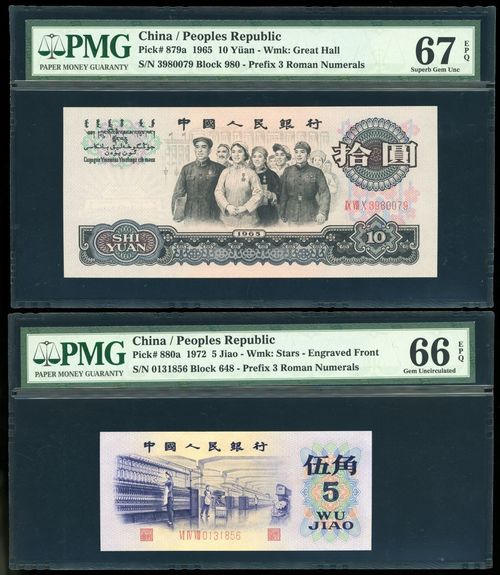 PMG
PAPER MONEY GUARANTY
China / Peoples Republic
Pick# 879a 1965 10 Yüan - Wmk: Great Hall
S/N 3980079 Block 980 - Prefix 3 Roman Numerals
67 EPQ
Superb Gem Unc
中國人民銀行
拾圓
X 3980079
SHI YUAN
1965
10
PMG
PAPER MONEY GUARANTY
China / Peoples Republic
Pick# 880a 1972 5 Jiao - Wmk: Stars - Engraved Front
S/N 0131856 Block 648 - Prefix 3 Roman Numerals
66 EPQ
Gem Uncirculated
中國人民銀行
伍角
5
WU
JIAO
VI IV VIII 0131856